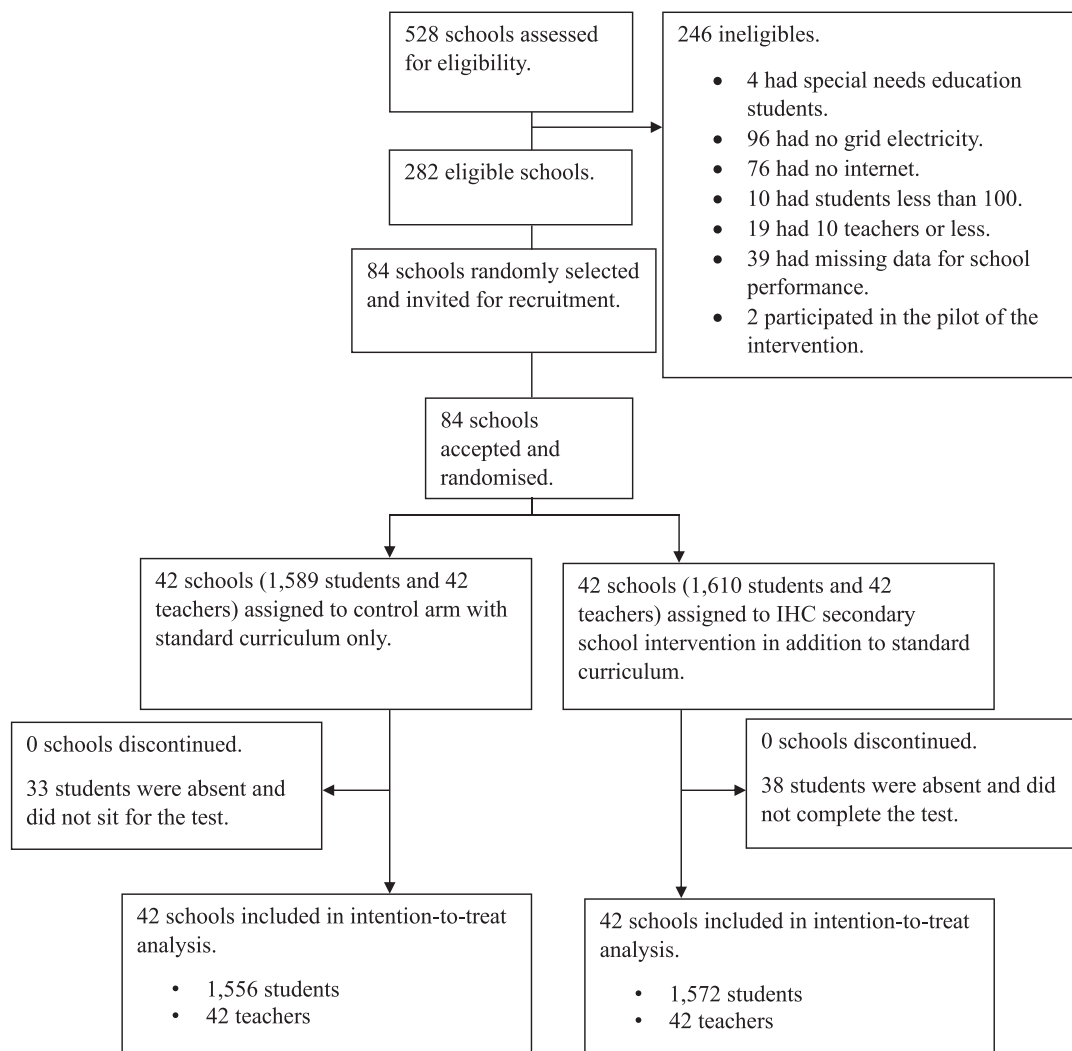 528 schools assessed
for eligibility.
246 ineligibles.
• 4 had special needs education
students.
• 96 had no grid electricity.
• 76 had no internet.
• 10 had students less than 100.
• 19 had 10 teachers or less.
• 39 had missing data for school
performance.
• 2 participated in the pilot of the
intervention.
282 eligible schools.
84 schools randomly selected
and invited for recruitment.
84 schools
accepted and
randomised.
42 schools (1,589 students and 42
teachers) assigned to control arm with
standard curriculum only.
42 schools (1,610 students and 42
teachers) assigned to IHC secondary
school intervention in addition to standard
curriculum.
0 schools discontinued.
33 students were absent and
did not sit for the test.
0 schools discontinued.
38 students were absent and did
not complete the test.
42 schools included in intention-to-treat
analysis.
• 1,556 students
• 42 teachers
42 schools included in intention-to-treat
analysis.
• 1,572 students
• 42 teachers